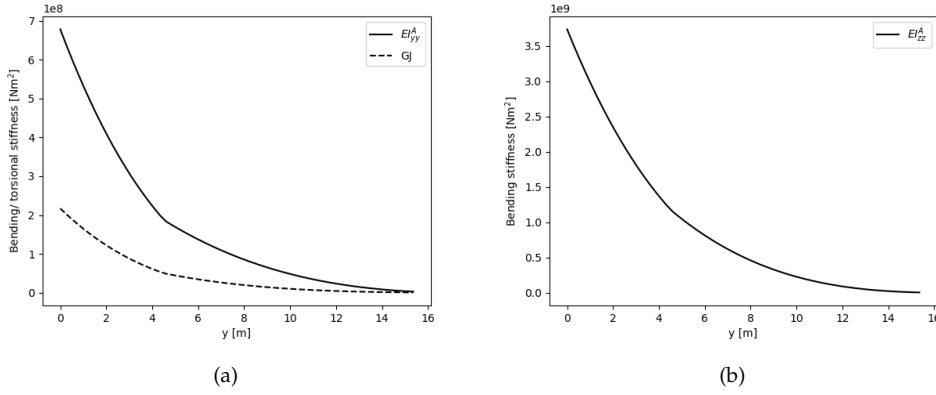 1e8
7
6
5
4
3
2
1
0
Bending/ torsional stiffness [Nm²]
EI^A_yy
GJ
0 2 4 6 8 10 12 14 16
y [m]
(a)
1e9
3.5
3.0
2.5
2.0
1.5
1.0
0.5
0.0
Bending stiffness [Nm²]
EI^A_zz
0 2 4 6 8 10 12 14 16
y [m]
(b)